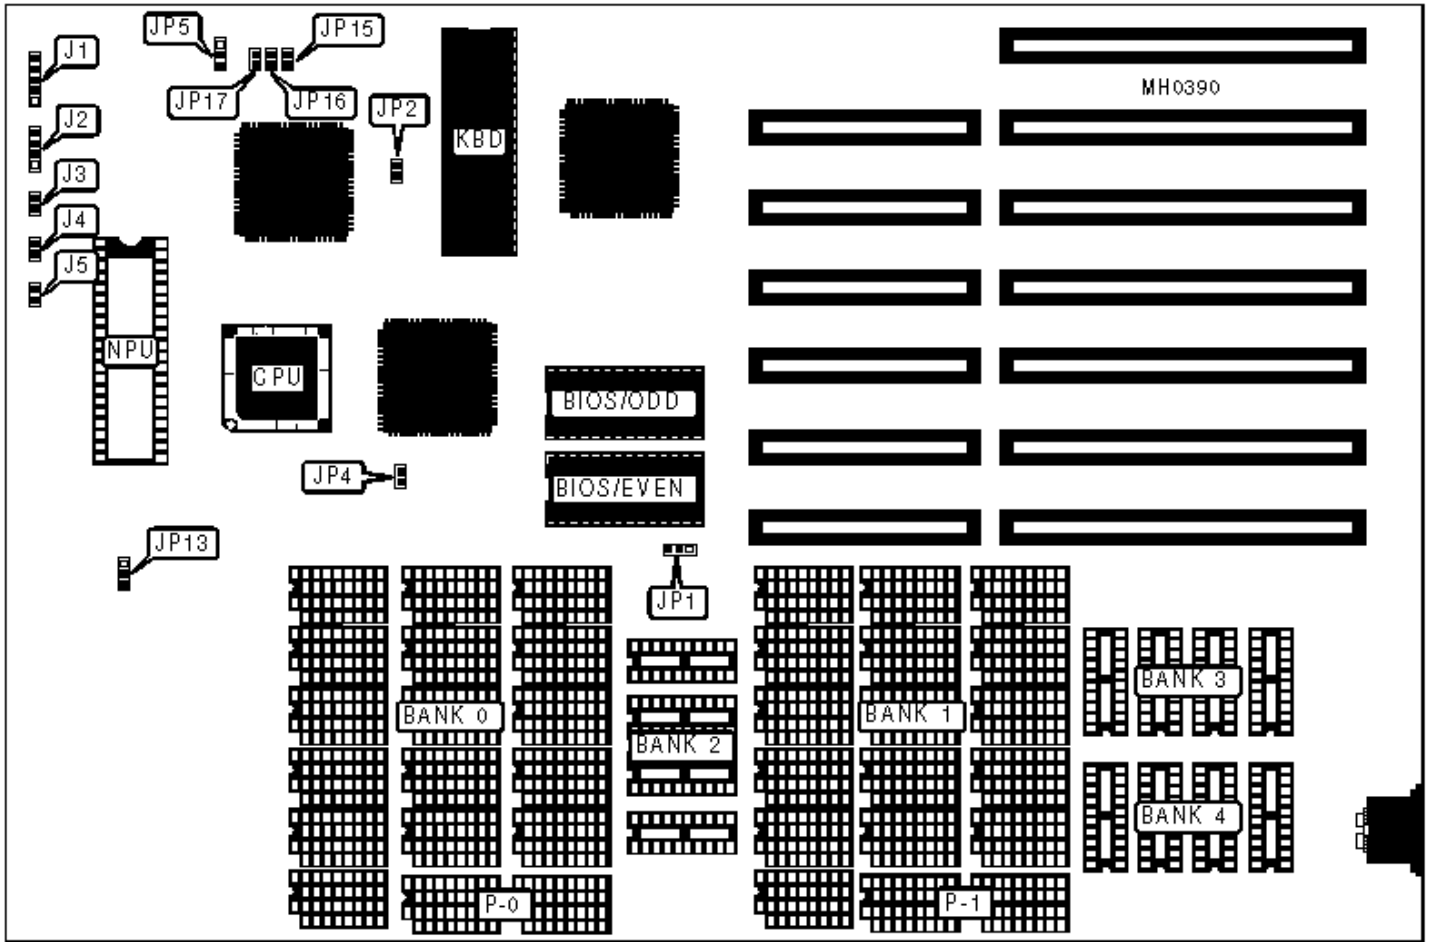 JP5
JP15
J1
MH0390
JP17
JP16
JP2
J2
KBD
J3
J4
J5
NPU
CPU
BIOS/ODD
JP4
BIOS/EVEN
JP13
JP1
BANK 3
BANK 0
BANK 1
BANK 2
BANK 4
P-0
P-1